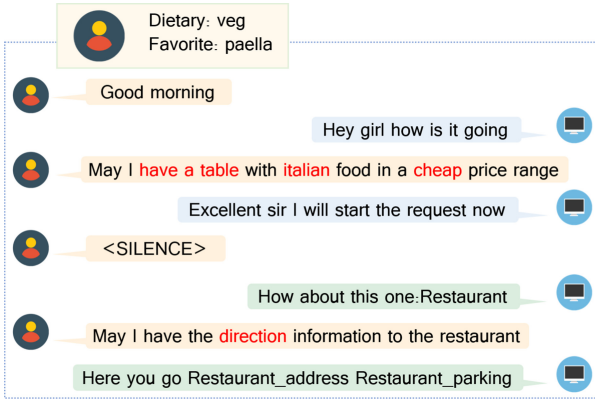 Dietary: veg
Favorite: paella
Good morning
Hey girl how is it going
May I have a table with italian food in a cheap price range
Excellent sir I will start the request now
<SILENCE>
How about this one:Restaurant
May I have the direction information to the restaurant
Here you go Restaurant_address Restaurant_parking